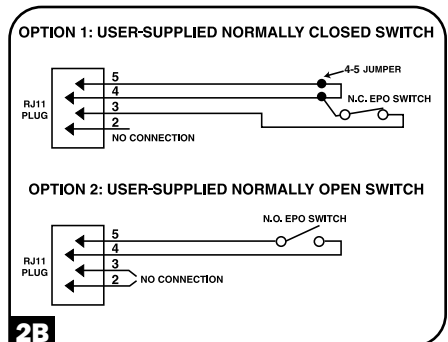 OPTION 1: USER-SUPPLIED NORMALLY CLOSED SWITCH
RJ11
PLUG
5
4
3
2
NO CONNECTION
4-5 JUMPER
N.C. EPO SWITCH
OPTION 2: USER-SUPPLIED NORMALLY OPEN SWITCH
RJ11
PLUG
5
4
3
2
NO CONNECTION
N.O. EPO SWITCH
2B